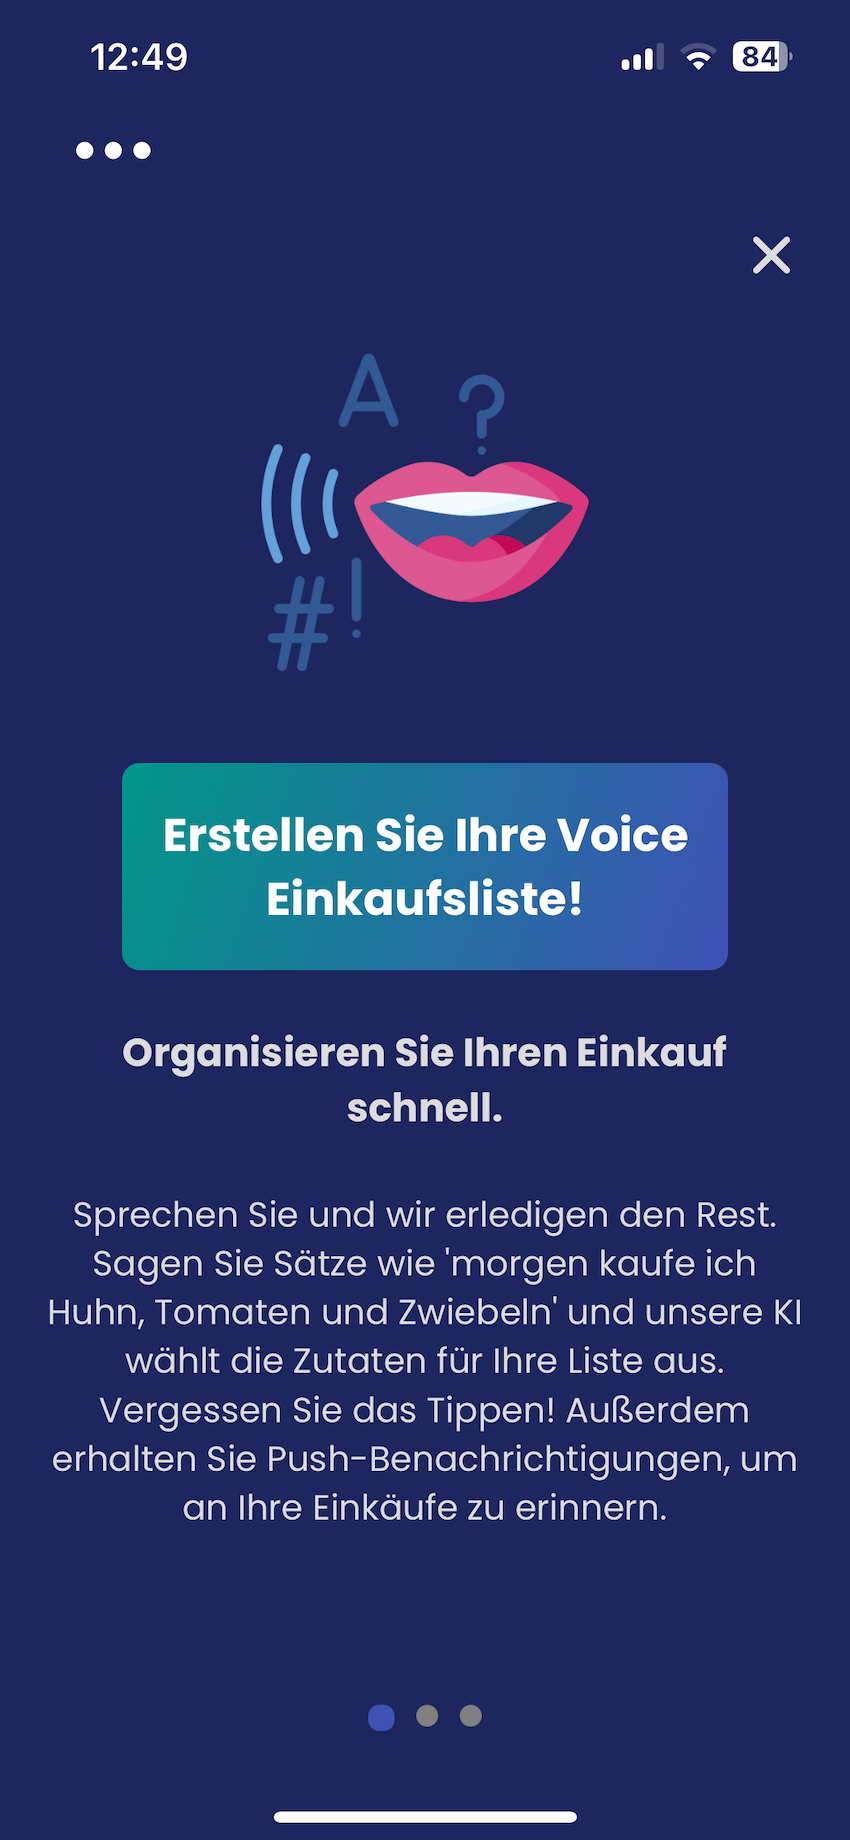 12:49
84
A ?
# !
Erstellen Sie Ihre Voice
Einkaufsliste!
Organisieren Sie Ihren Einkauf
schnell.
Sprechen Sie und wir erledigen den Rest.
Sagen Sie Sätze wie 'morgen kaufe ich
Huhn, Tomaten und Zwiebeln' und unsere KI
wählt die Zutaten für Ihre Liste aus.
Vergessen Sie das Tippen! Außerdem
erhalten Sie Push-Benachrichtigungen, um
an Ihre Einkäufe zu erinnern.